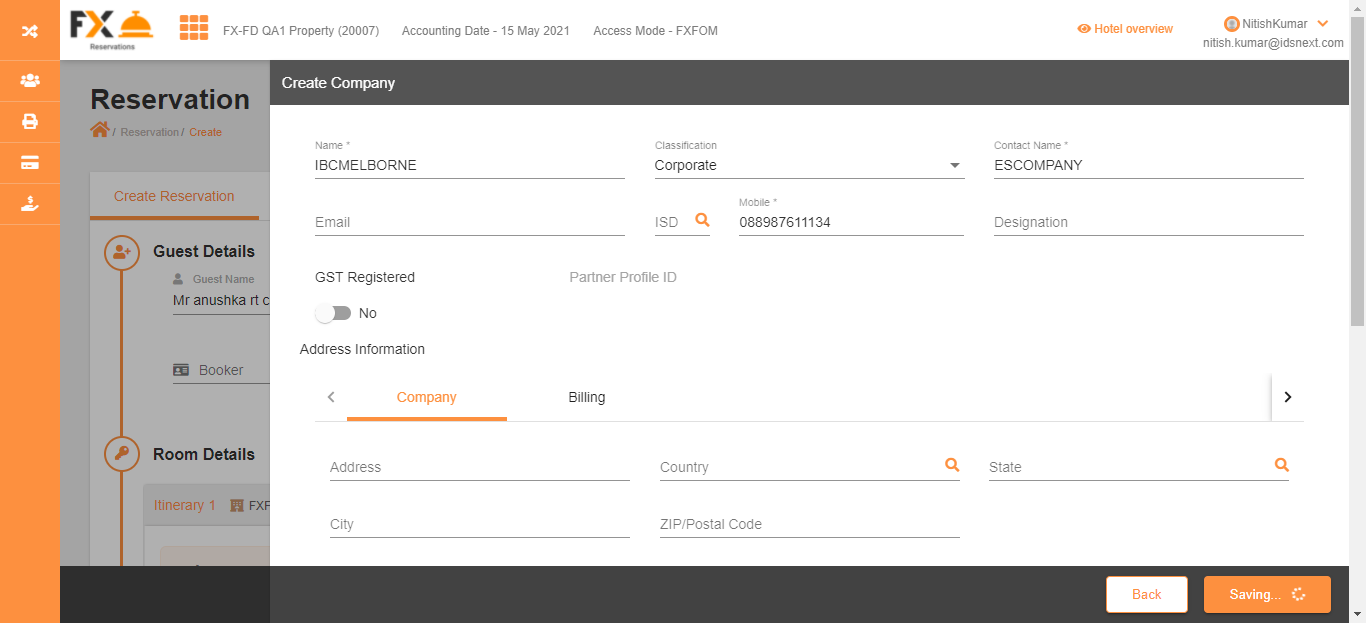 FX
Reservations
FX-FD QA1 Property (20007) Accounting Date - 15 May 2021 Access Mode - FXFOM
Hotel overview
NitishKumar
nitish.kumar@idsnext.com
Reservation
/ Reservation / Create
Create Reservation
Guest Details
Guest Name
Mr anushka rt c
Booker
Room Details
Itinerary 1
Create Company
Name * Classification Contact Name *
IBCMELBORNE Corporate ESCOMPANY
Mobile *
Email ISD 088987611134 Designation
GST Registered Partner Profile ID
No
Address Information
Company Billing
Address Country State
City ZIP/Postal Code
Back Saving...